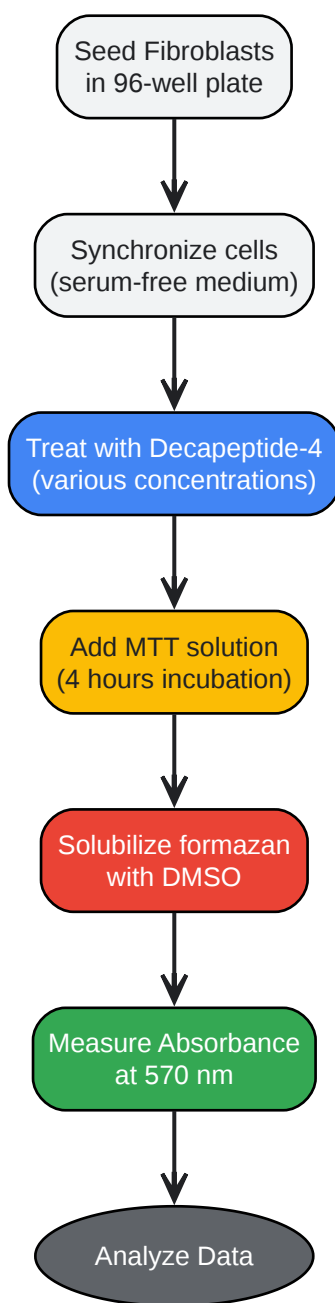 Seed Fibroblasts
in 96-well plate
Synchronize cells
(serum-free medium)
Treat with Decapeptide-4
(various concentrations)
Add MTT solution
(4 hours incubation)
Solubilize formazan
with DMSO
Measure Absorbance
at 570 nm
Analyze Data